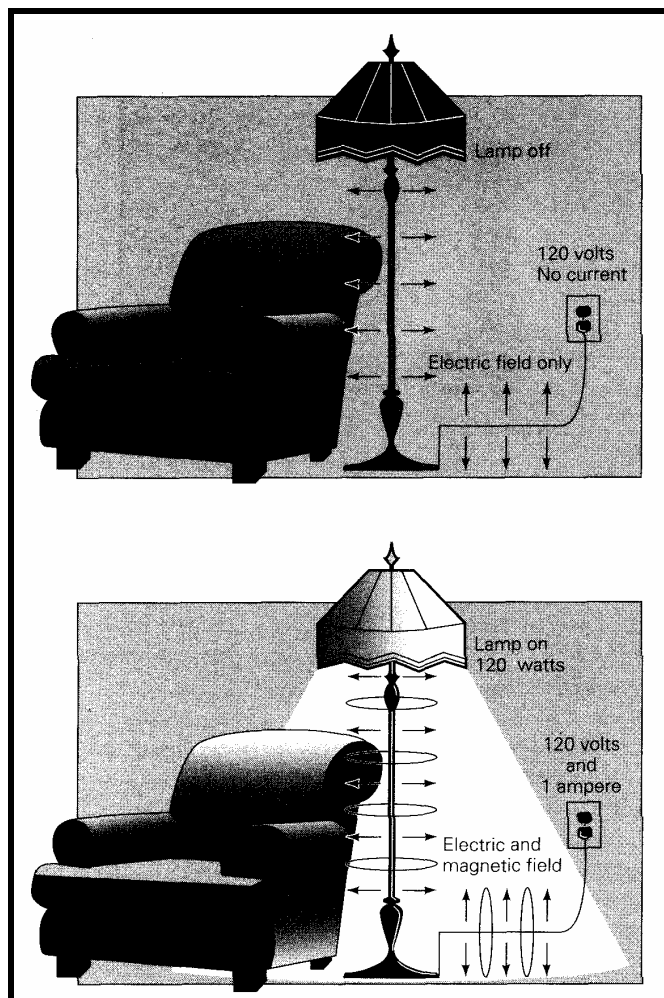 Lamp off
120 volts
No current
Electric field only
Lamp on
120 watts
120 volts
and
1 ampere
Electric and
magnetic field